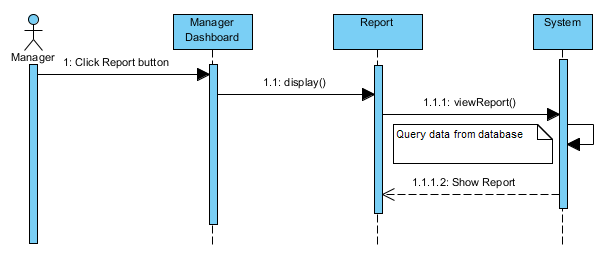 Manager
Manager
Dashboard
Report
System
1: Click Report button
1.1: display()
1.1.1: viewReport()
Query data from database
1.1.1.2: Show Report